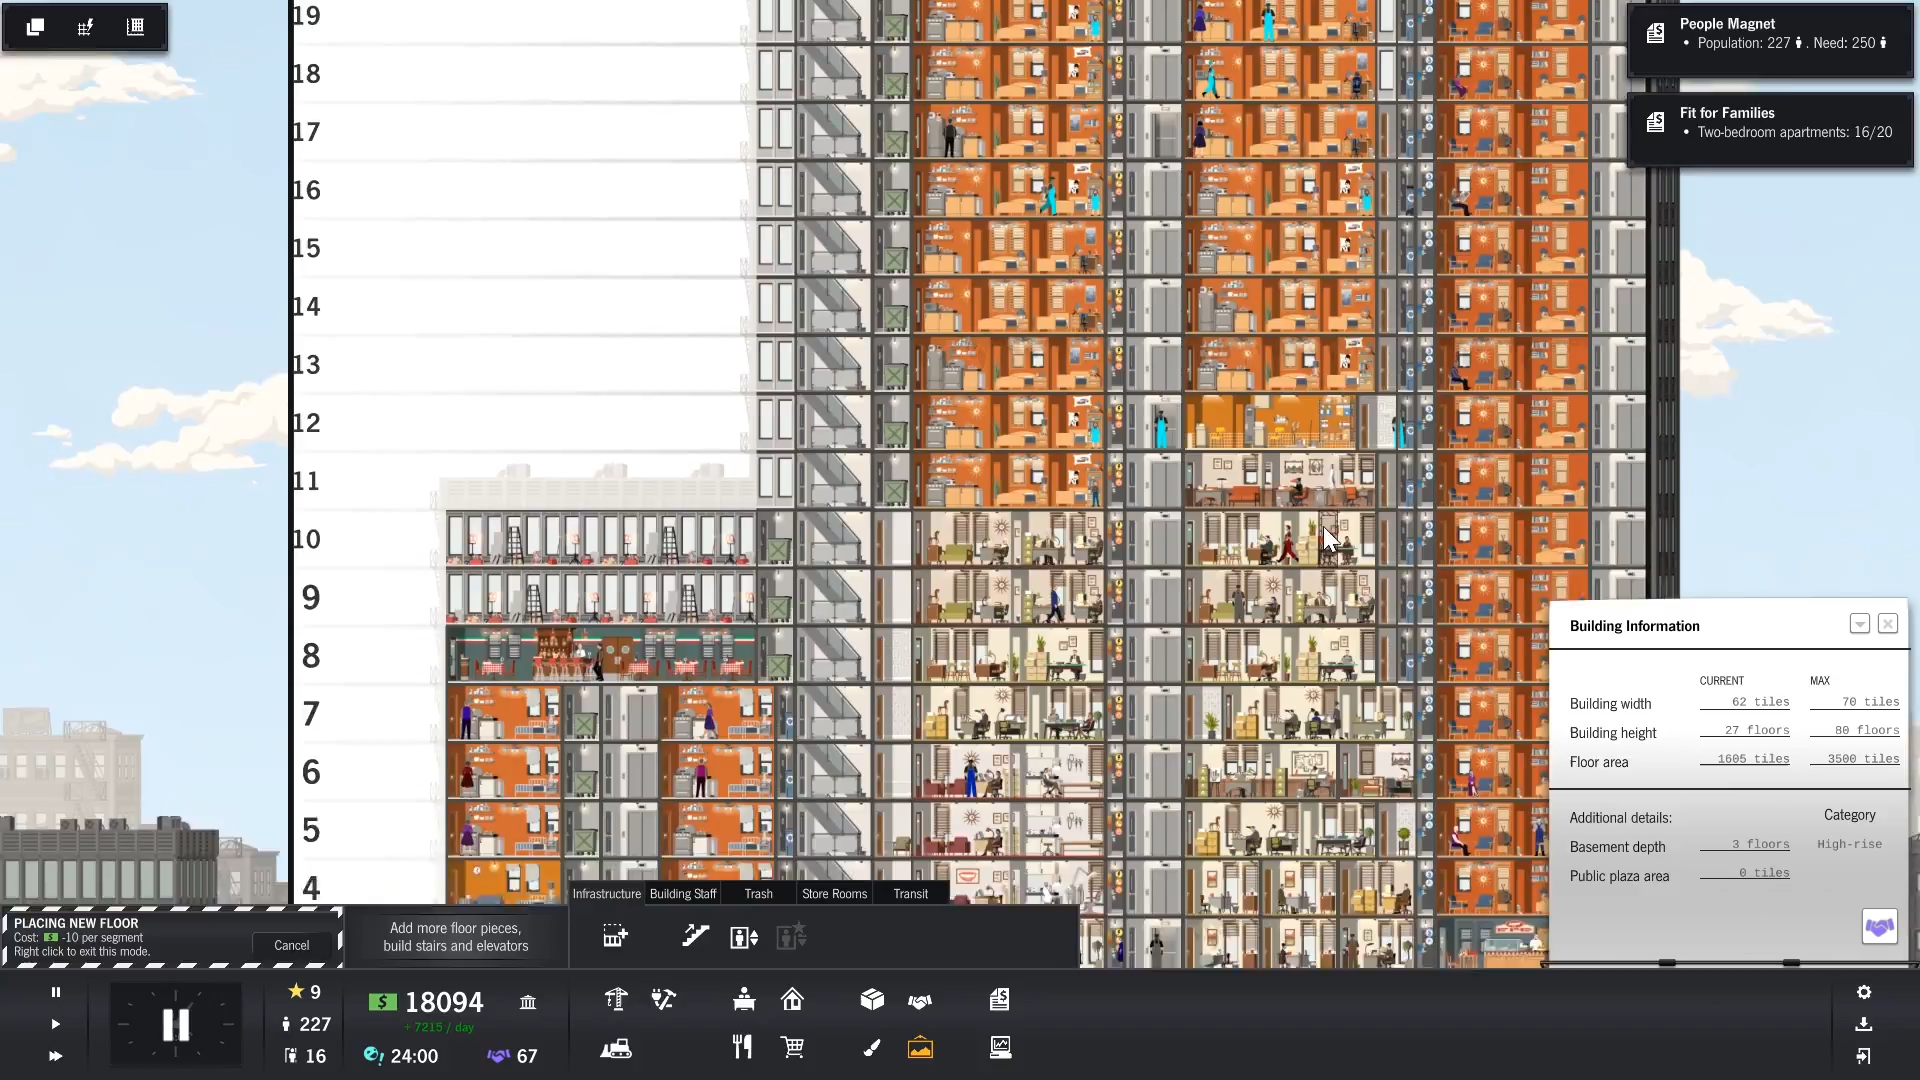 People Magnet
• Population: 227 . Need: 250
Fit for Families
• Two-bedroom apartments: 16/20
19
18
17
16
15
14
13
12
11
10
9
8
7
6
5
4
Building Information
CURRENT MAX
Building width 62 tiles 70 tiles
Building height 27 floors 80 floors
Floor area 1605 tiles 3500 tiles
Additional details: Category
Basement depth 3 floors High-rise
Public plaza area 0 tiles
Infrastructure Building Staff Trash Store Rooms Transit
PLACING NEW FLOOR
Cost: $ -10 per segment
Right click to exit this mode.
Cancel
Add more floor pieces,
build stairs and elevators
9
227
16
$ 18094
+ 7215 / day
24:00
67